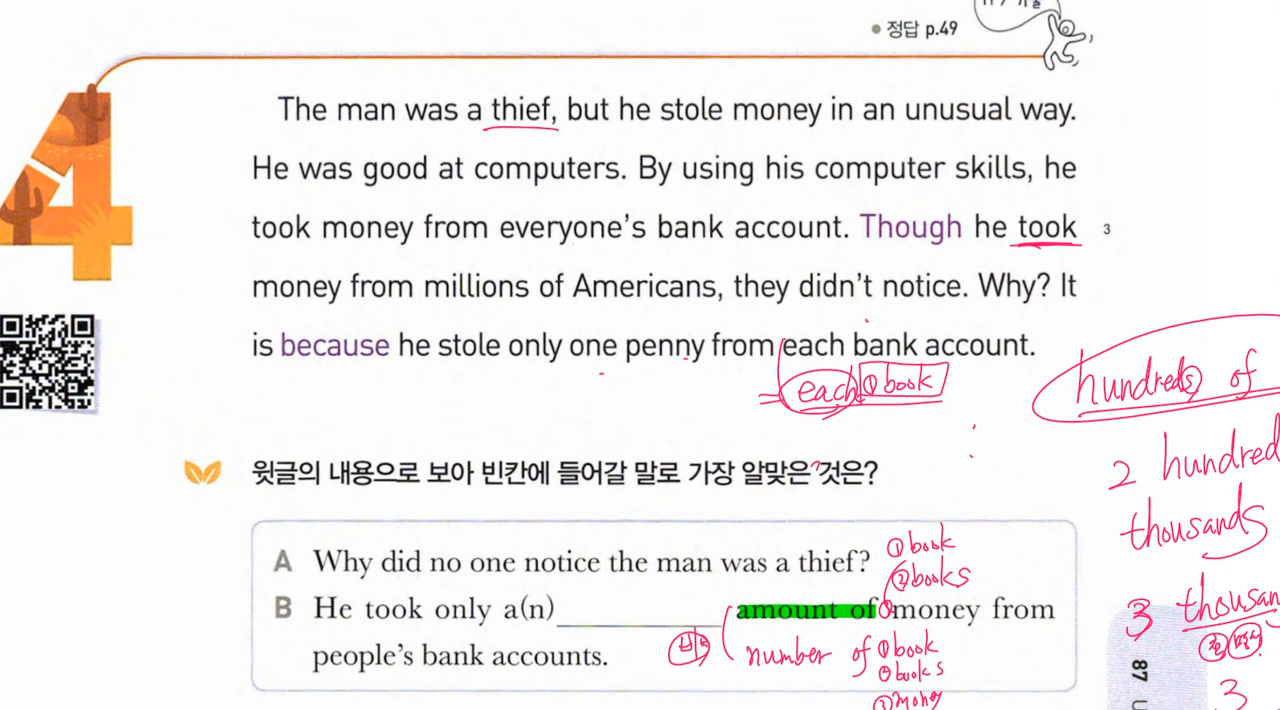 정답 p.49
4
The man was a thief, but he stole money in an unusual way.
He was good at computers. By using his computer skills, he
took money from everyone's bank account. Though he took
3
money from millions of Americans, they didn't notice. Why? It
is because he stole only one penny from each bank account.
each ① book
hundreds of
2 hundred
thousands
윗글의 내용으로 보아 빈칸에 들어갈 말로 가장 알맞은 것은?
① book
② books
A Why did no one notice the man was a thief?
B He took only a(n) amount of money from
people's bank accounts.
number of ① book
② books
③ money
3
87
3